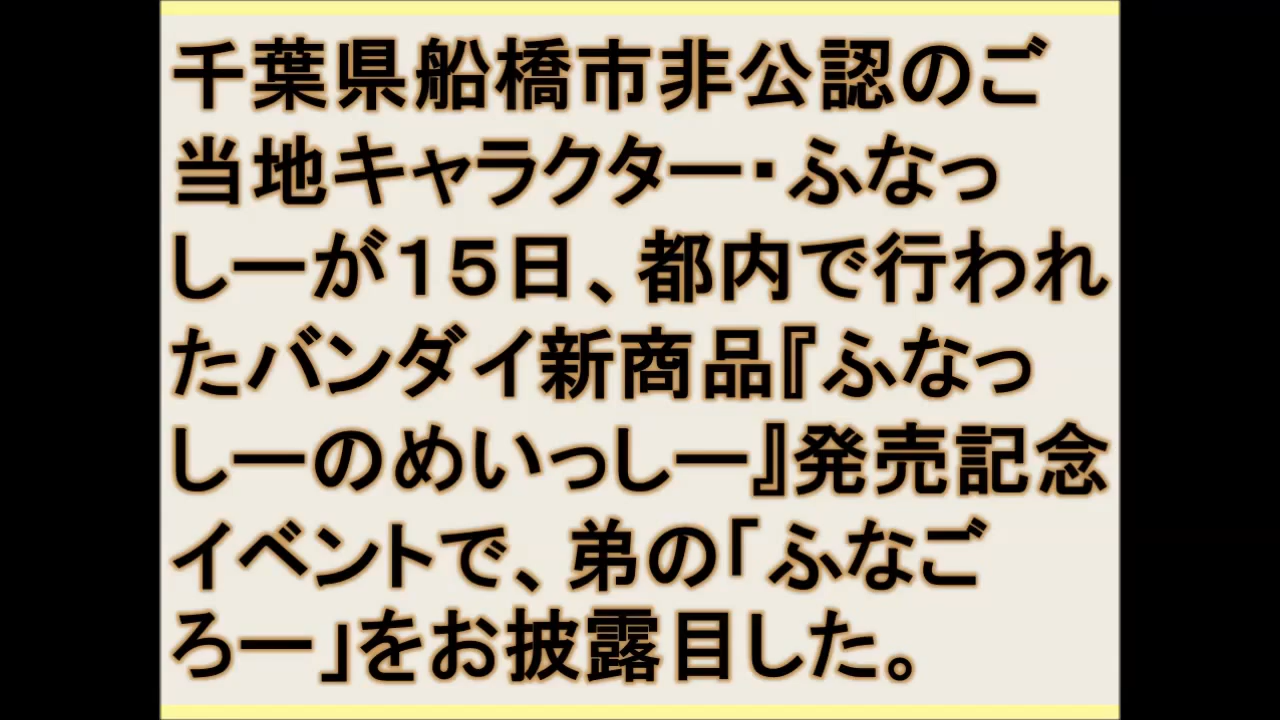 千葉県船橋市非公認のご
当地キャラクター・ふなっ
しーが１５日、都内で行われ
たバンダイ新商品『ふなっ
しーのめいっしー』発売記念
イベントで、弟の「ふなご
ろー」をお披露目した。